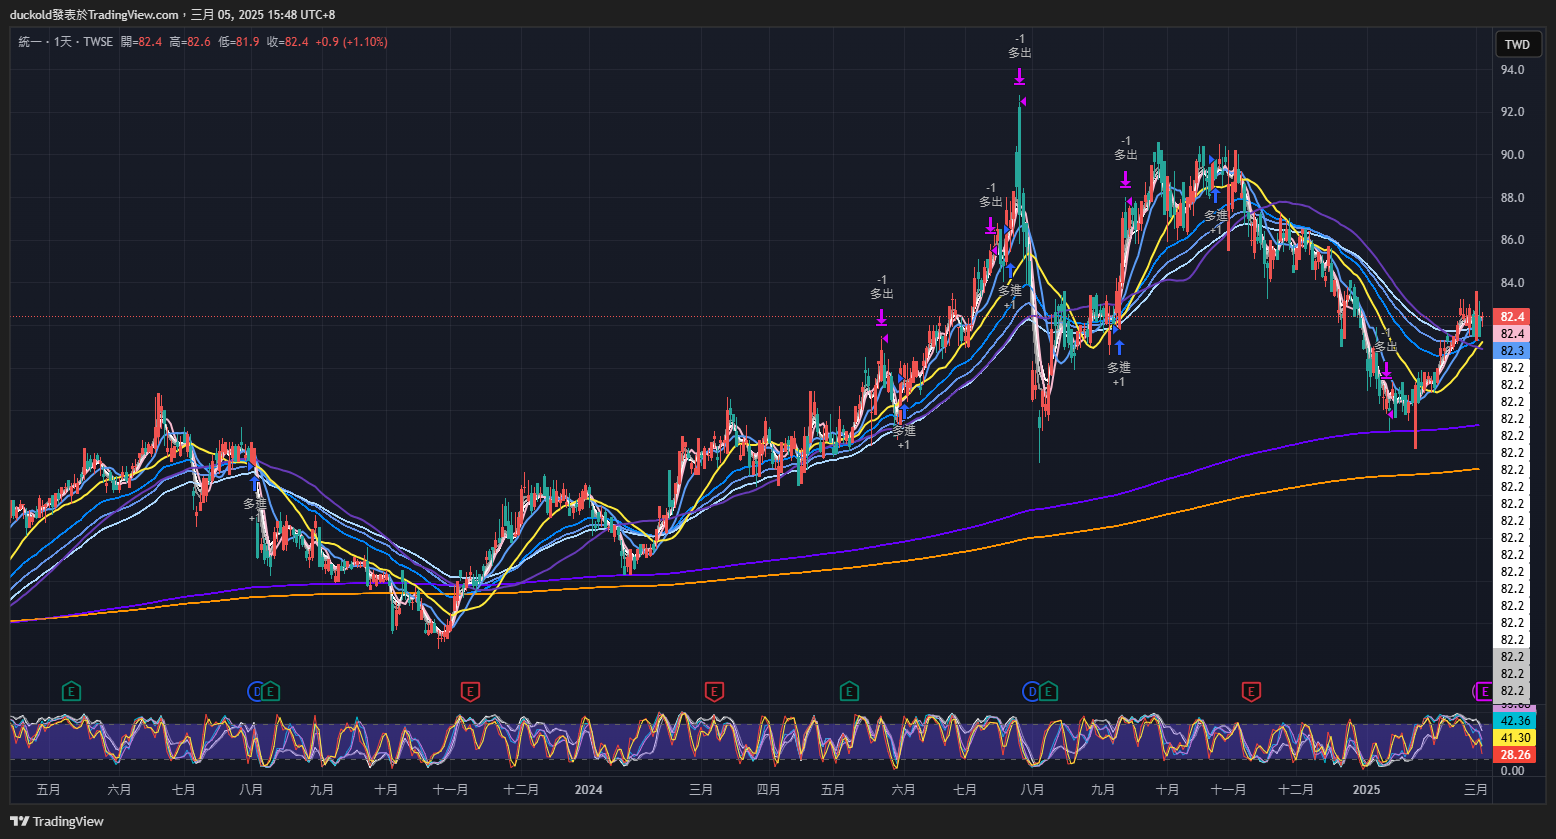 duckold發表於TradingView.com，三月 05, 2025 15:48 UTC+8
統一 · 1天 · TWSE 開=82.4 高=82.6 低=81.9 收=82.4 +0.9 (+1.10%)
TWD
-1
多出
94.0
92.0
-1
多出
90.0
-1
多出
88.0
多進
+1
86.0
-1
多出
多進
+1
84.0
82.4
82.4
-1
多出
82.3
多進
+1
82.2
82.2
82.2
82.2
多進
+1
82.2
82.2
82.2
82.2
多進
82.2
82.2
82.2
82.2
82.2
82.2
82.2
82.2
82.2
82.2
82.2
82.2
E
D
E
E
E
E
D
E
E
E
42.36
41.30
28.26
0.00
五月 六月 七月 八月 九月 十月 十一月 十二月 2024 三月 四月 五月 六月 七月 八月 九月 十月 十一月 十二月 2025 三月
TradingView